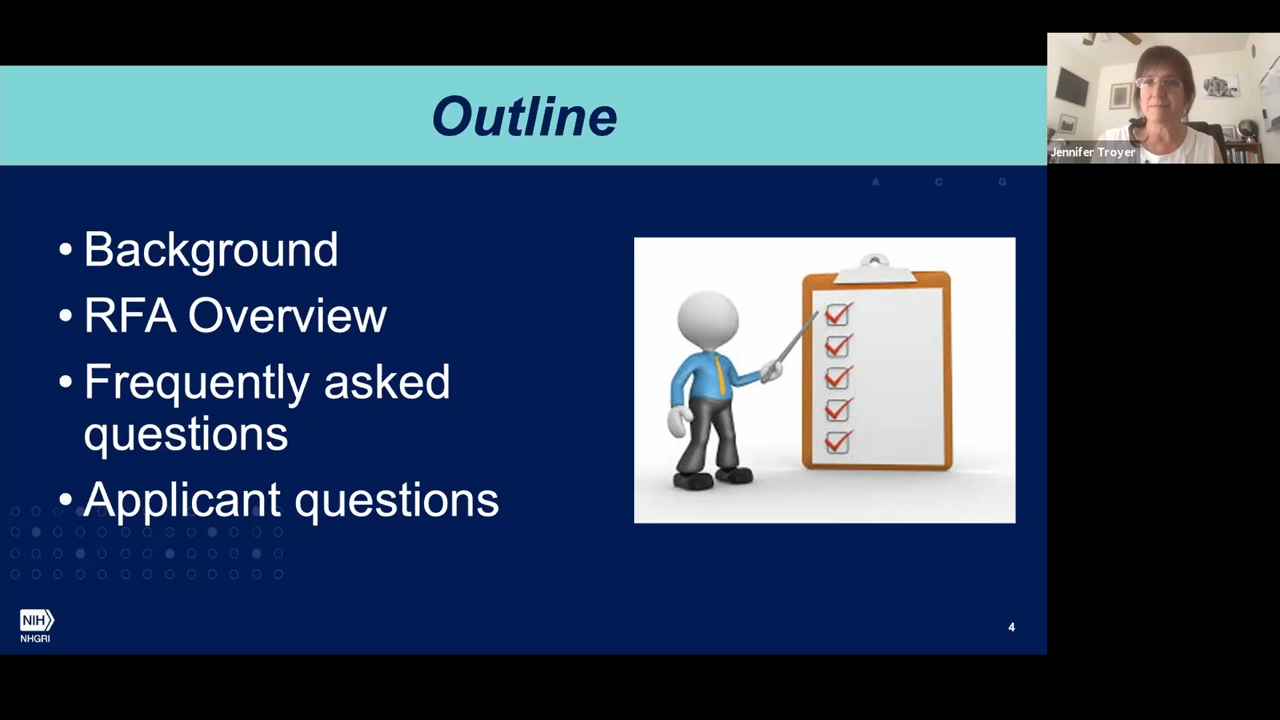 Outline
A C G
• Background
• RFA Overview
• Frequently asked
questions
• Applicant questions
NIH
NHGRI
4
Jennifer Troyer